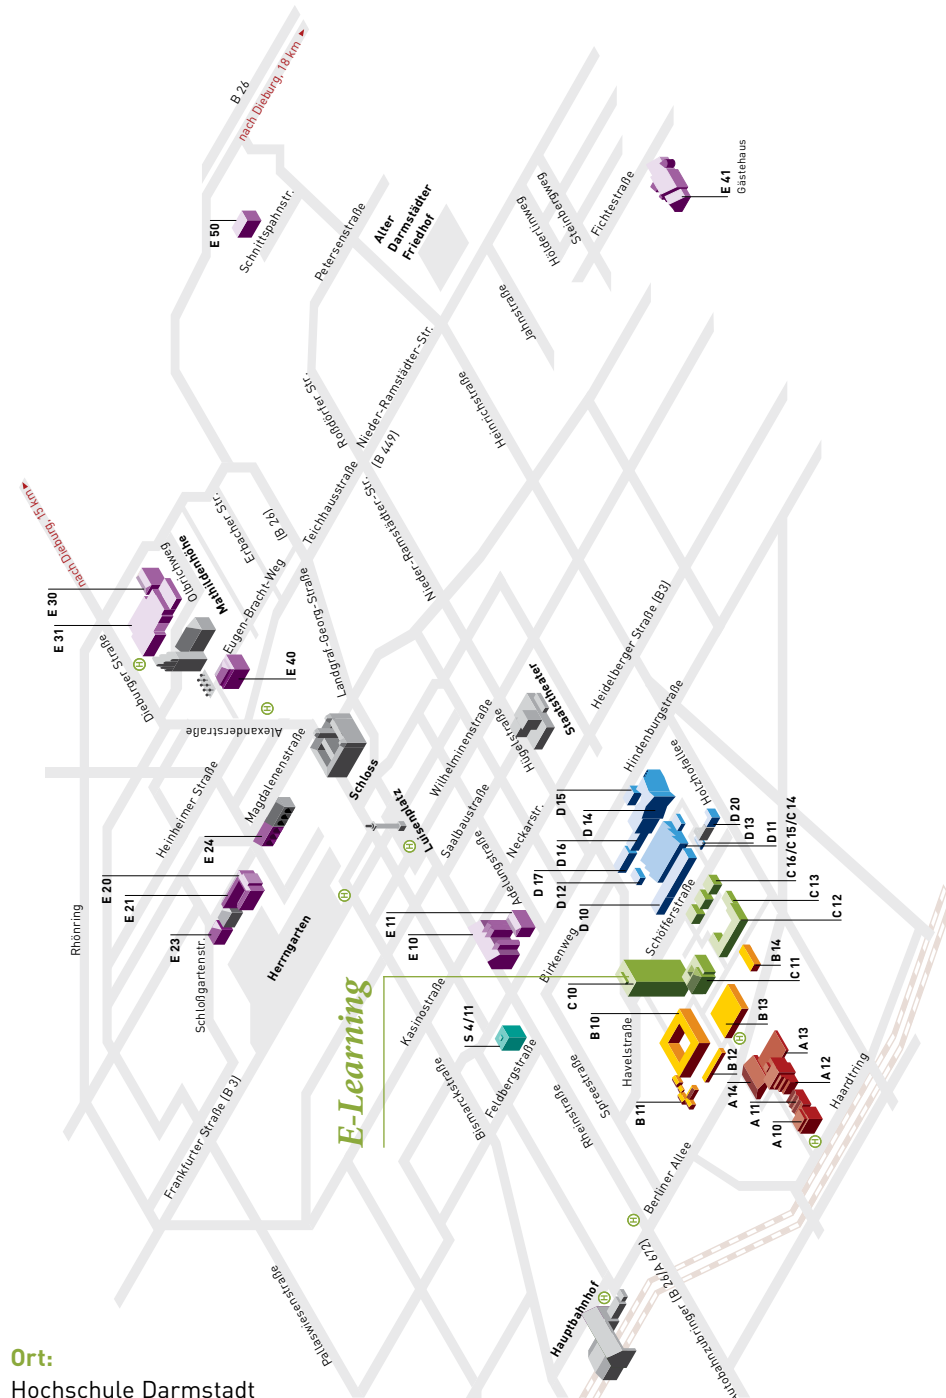 B 26
nach Dieburg, 18 km
E 50
Schnittspahnstr.
Petersenstraße
Alter
Darmstädter
Friedhof
Hölderlinweg
Steinbergweg
Fichtestraße
E 41
Gästehaus
Jahnstraße
Roßdörfer Str.
Nieder-Ramstädter-Str.
(B 449)
Heinrichstraße
nach Dieburg, 15 km
E 30
E 31
Olbrichweg
Mathildenhöhe
Erbacher Str.
(B 26)
Teichhausstraße
Nieder-Ramstädter-Str.
Eugen-Bracht-Weg
Landgraf-Georg-Straße
Dieburger Straße
H
E 40
H
Alexanderstraße
Heidelberger Straße (B3)
Staatstheater
Hügelstraße
Wilhelminenstraße
Schloss
Magdalenenstraße
Heinheimer Straße
E 24
Luisenplatz
H
Saalbaustraße
Adelungstraße
Neckarstr.
Hindenburgstraße
Holzhofallee
D 15
D 14
D 16
D 17
D 12
D 10
D 20
D 13
D 11
C 16/C 15/C 14
C 13
C 12
E 20
E 21
E 23
Rhönring
Schloßgartenstr.
Herrngarten
H
E 11
E 10
Birkenweg
Schöfferstraße
B 14
C 11
C 10
B 10
B 13
H
E-Learning
Kasinostraße
S 4/11
Havelstraße
B 12
B 11
A 14
A 13
A 12
A 11
A 10
H
Haardtring
Bismarckstraße
Feldbergstraße
Spreestraße
Rheinstraße
Frankfurter Straße (B 3)
Berliner Allee
H
Pallaswiesenstraße
Hauptbahnhof
H
Autobahnzubringer (B 26/A 672)
Ort:
Hochschule Darmstadt